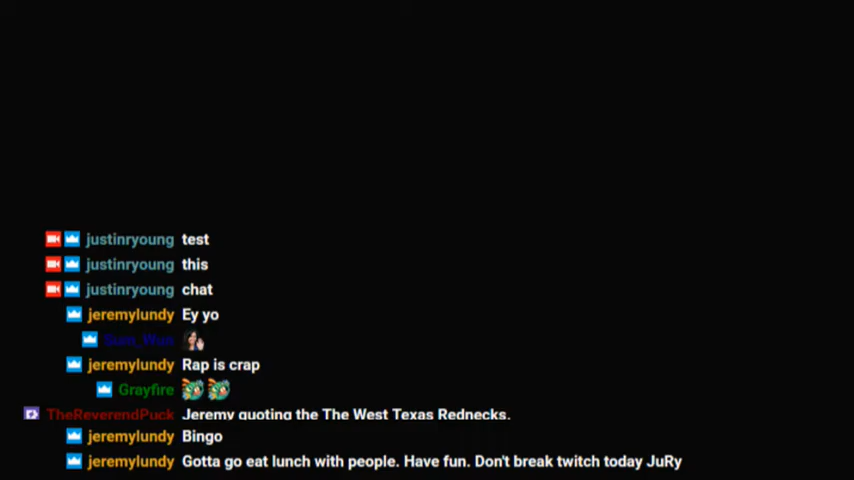 justinryoung test
justinryoung this
justinryoung chat
jeremylundy Ey yo
jeremylundy Rap is crap
Grayfire
TheReverendPuck Jeremy quoting the The West Texas Rednecks.
jeremylundy Bingo
jeremylundy Gotta go eat lunch with people. Have fun. Don't break twitch today JuRy